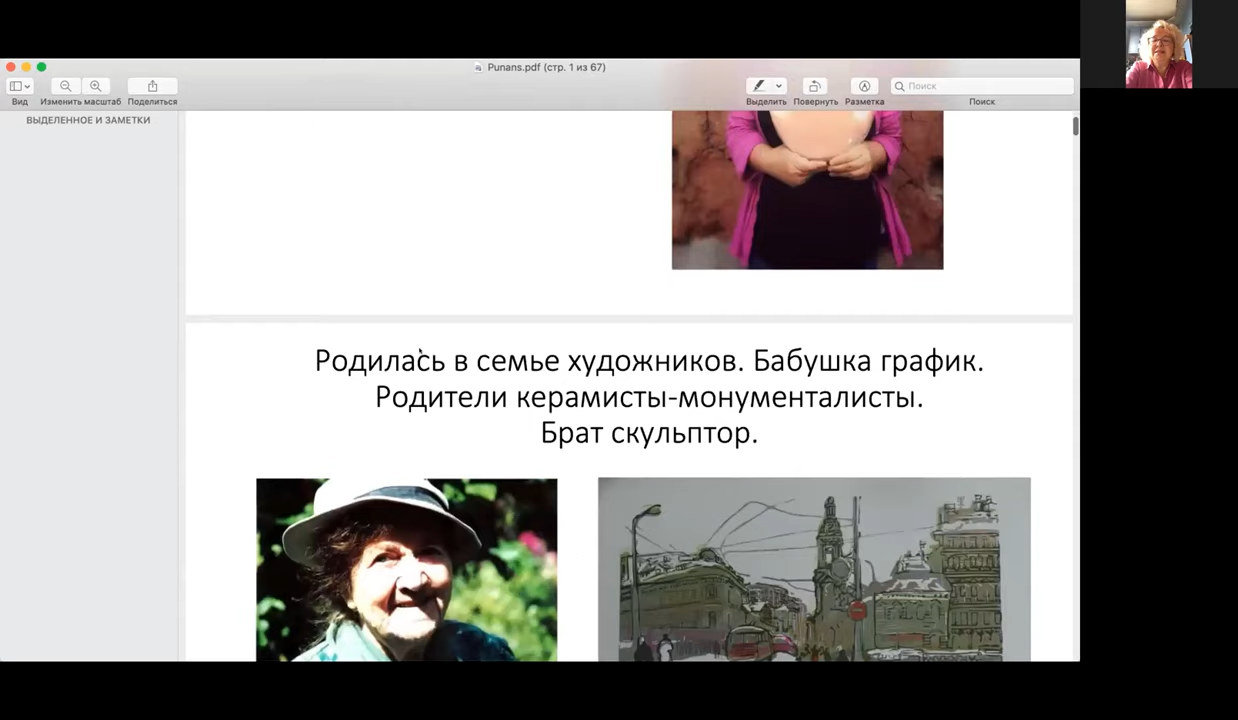 Punans.pdf (стр. 1 из 67)
Вид
Изменить масштаб
Поделиться
Выделить
Повернуть
Разметка
Поиск
Поиск
ВЫДЕЛЕННОЕ И ЗАМЕТКИ
Родилась в семье художников. Бабушка график.
Родители керамисты-монументалисты.
Брат скульптор.